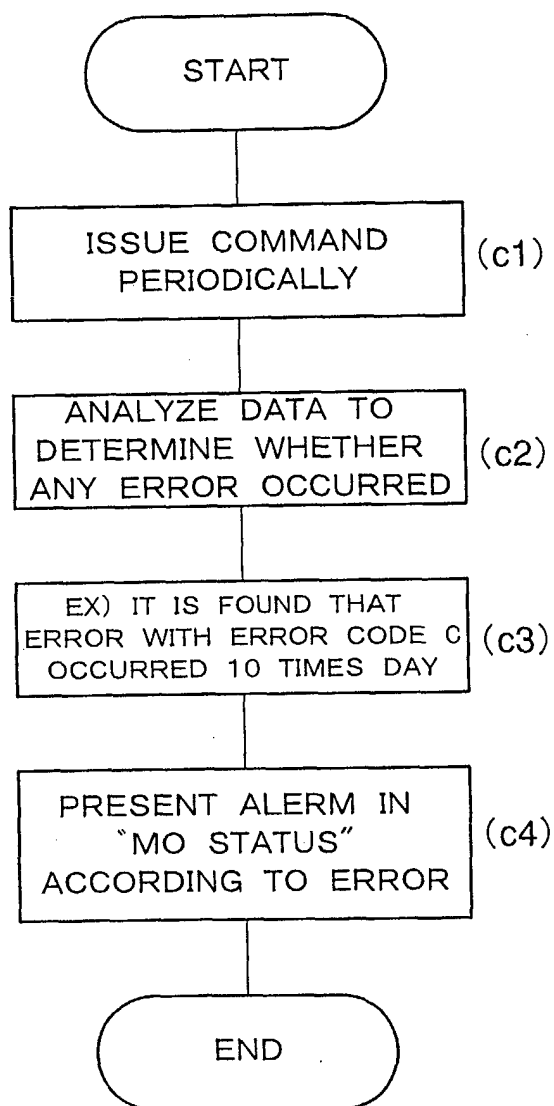 START
ISSUE COMMAND
PERIODICALLY
(c1)
ANALYZE DATA TO
DETERMINE WHETHER
ANY ERROR OCCURRED
(c2)
EX) IT IS FOUND THAT
ERROR WITH ERROR CODE C
OCCURRED 10 TIMES DAY
(c3)
PRESENT ALERM IN
"MO STATUS"
ACCORDING TO ERROR
(c4)
END